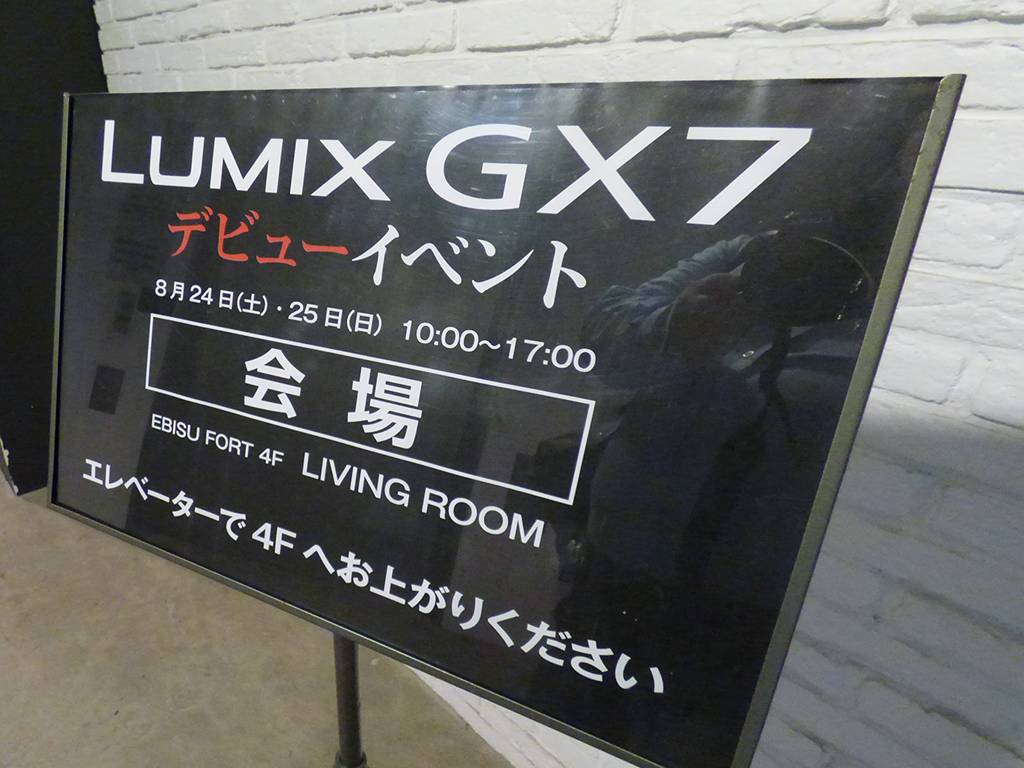 LUMIX GX7
デビューイベント
8月24日(土)・25日(日) 10:00〜17:00
会場
EBISU FORT 4F LIVING ROOM
エレベーターで4Fへお上がりください